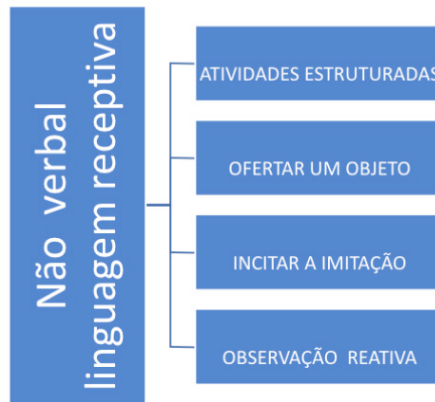 Não verbal
linguagem receptiva
ATIVIDADES ESTRUTURADAS
OFERTAR UM OBJETO
INCITAR A IMITAÇÃO
OBSERVAÇÃO REATIVA